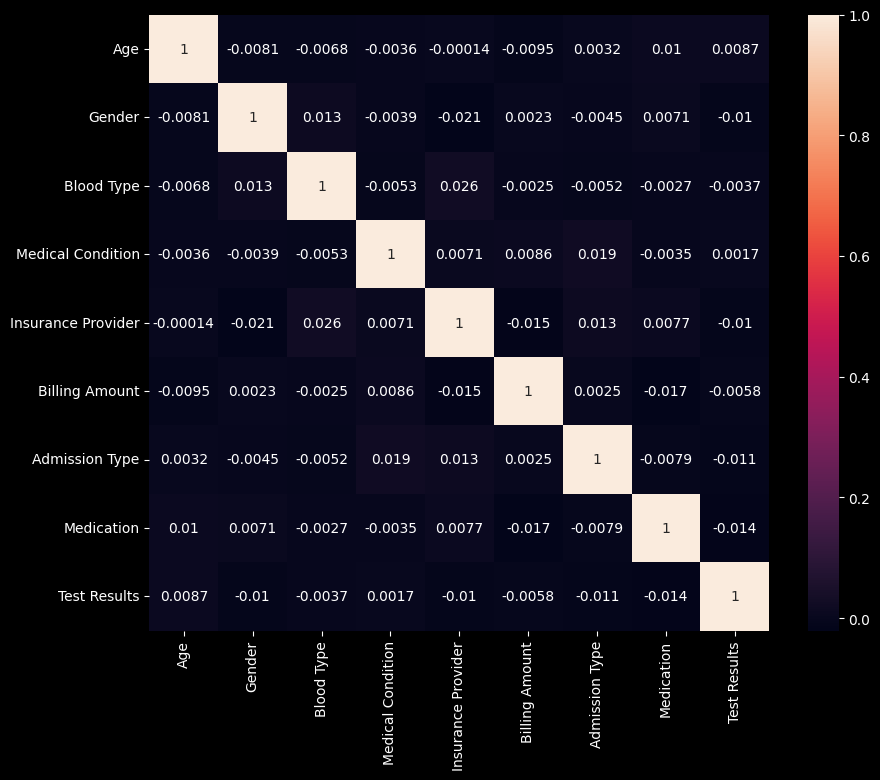 1.0
Age 1 -0.0081 -0.0068 -0.0036 -0.00014 -0.0095 0.0032 0.01 0.0087
Gender -0.0081 1 0.013 -0.0039 -0.021 0.0023 -0.0045 0.0071 -0.01
0.8
Blood Type -0.0068 0.013 1 -0.0053 0.026 -0.0025 -0.0052 -0.0027 -0.0037
Medical Condition -0.0036 -0.0039 -0.0053 1 0.0071 0.0086 0.019 -0.0035 0.0017
0.6
Insurance Provider -0.00014 -0.021 0.026 0.0071 1 -0.015 0.013 0.0077 -0.01
0.4
Billing Amount -0.0095 0.0023 -0.0025 0.0086 -0.015 1 0.0025 -0.017 -0.0058
Admission Type 0.0032 -0.0045 -0.0052 0.019 0.013 0.0025 1 -0.0079 -0.011
0.2
Medication 0.01 0.0071 -0.0027 -0.0035 0.0077 -0.017 -0.0079 1 -0.014
Test Results 0.0087 -0.01 -0.0037 0.0017 -0.01 -0.0058 -0.011 -0.014 1
0.0
Age
Gender
Blood Type
Medical Condition
Insurance Provider
Billing Amount
Admission Type
Medication
Test Results